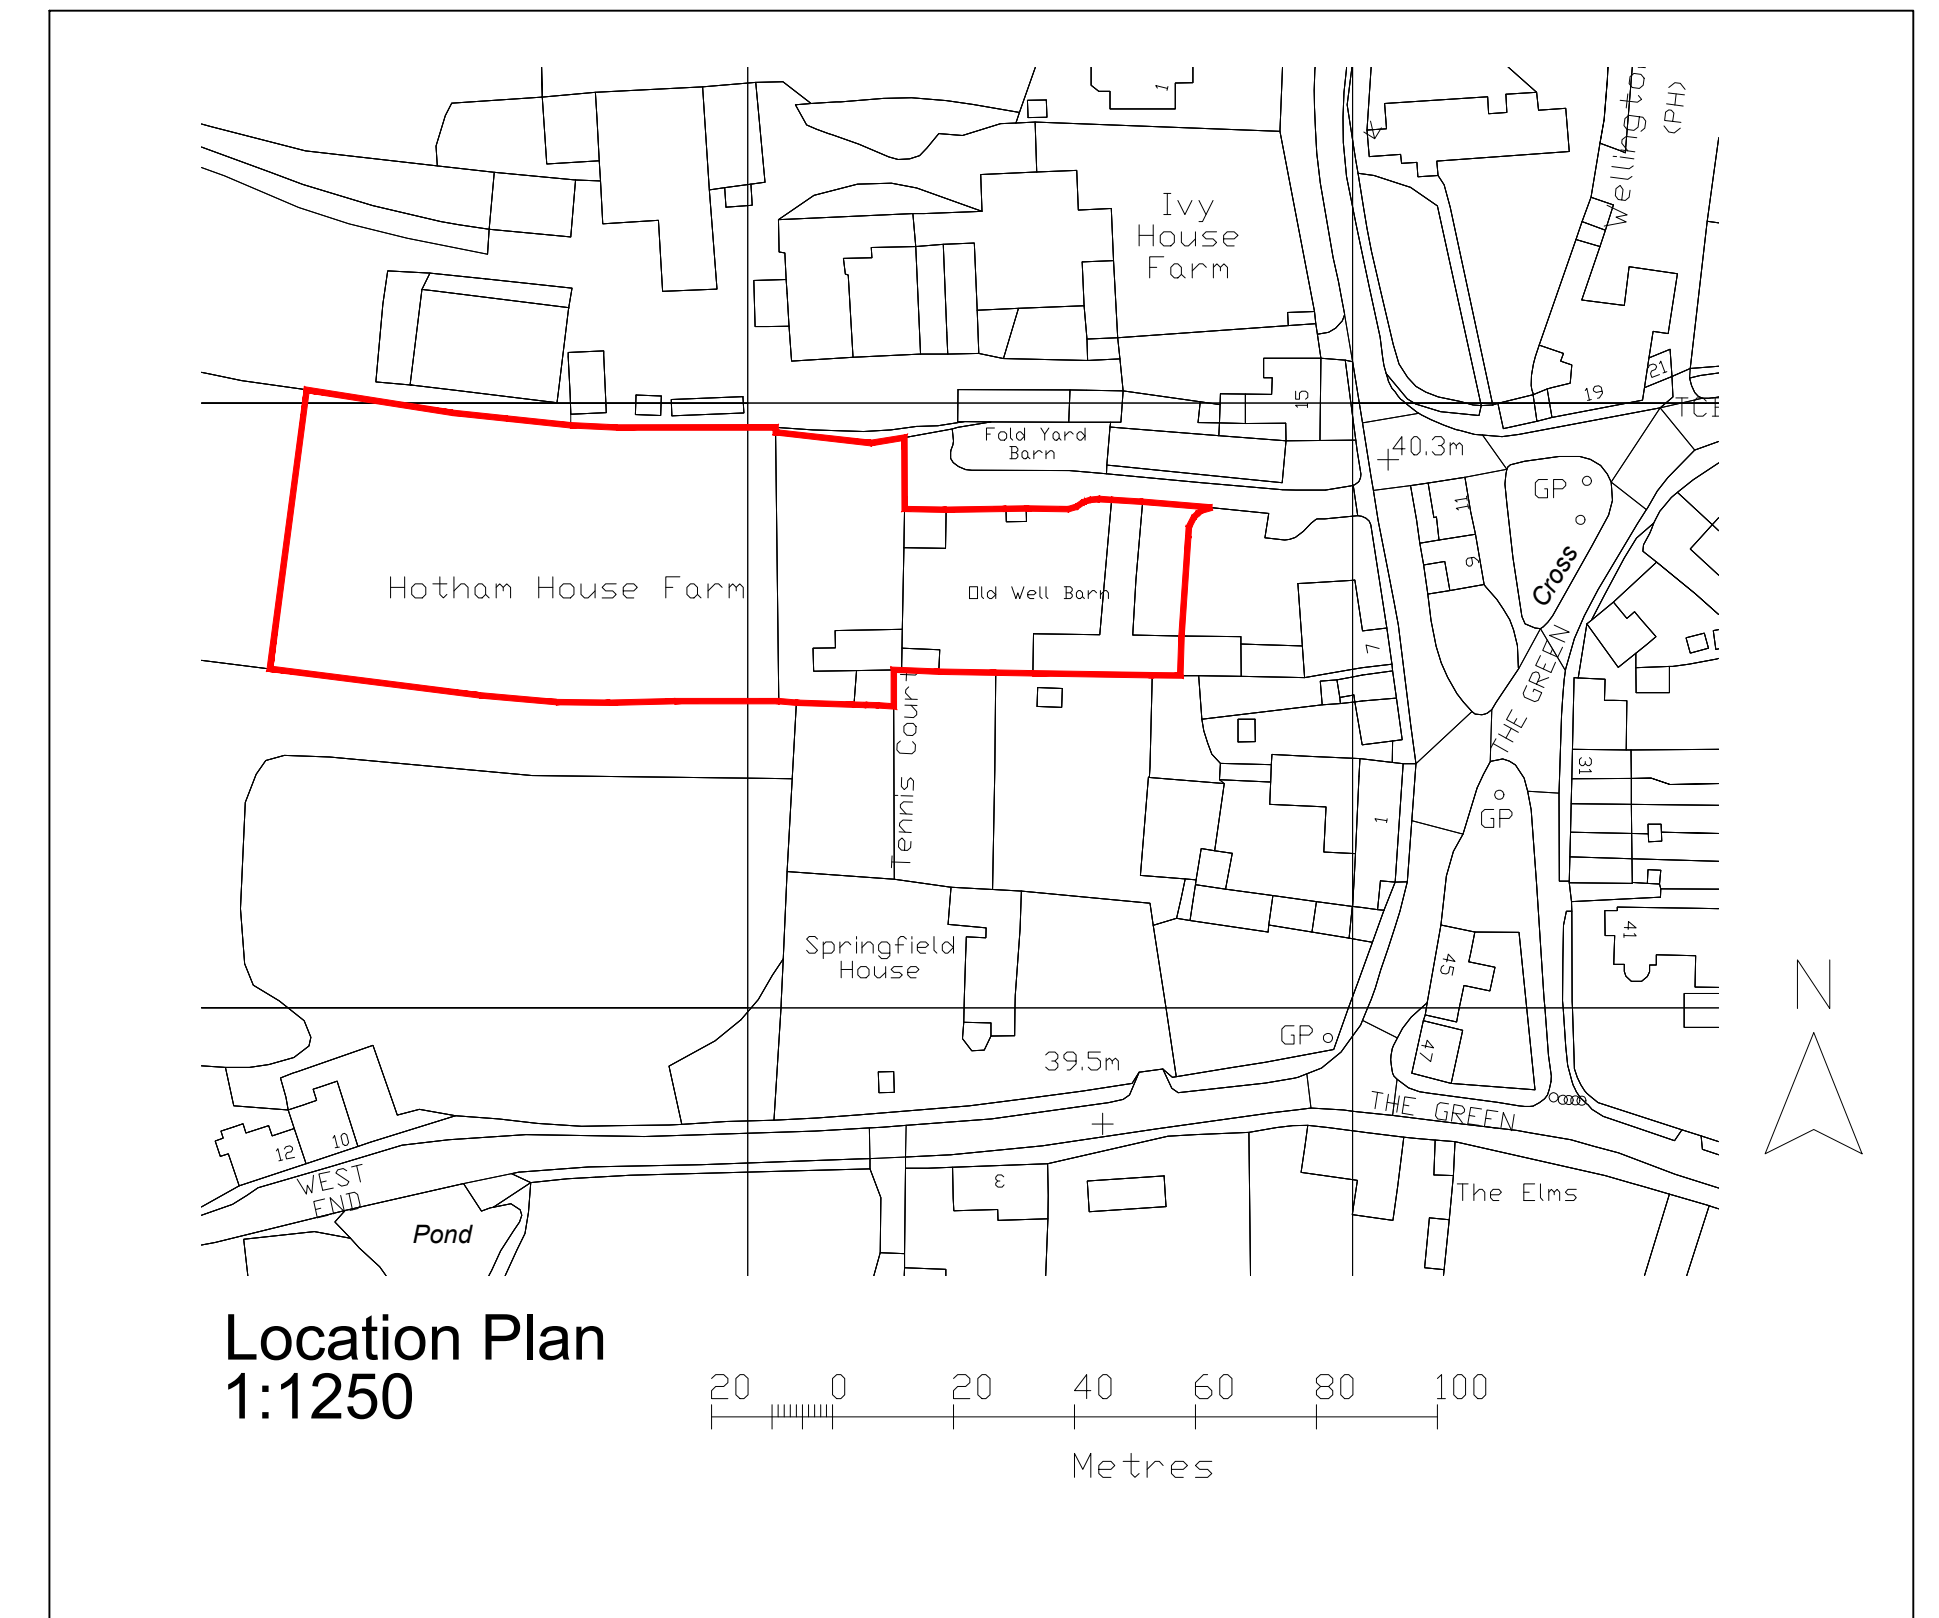 1
Wellington
(PH)
Ivy
House
Farm
15
21
19
40.3m
Fold Yard
Barn
GP
11
9
Cross
Hotham House Farm
Old Well Barn
7
THE GREEN
Tennis Court
31
GP
1
Springfield
House
41
45
47
GP
39.5m
THE GREEN
12
10
WEST
END
3
The Elms
Pond
N
Location Plan
1:1250
20 0 20 40 60 80 100
Metres